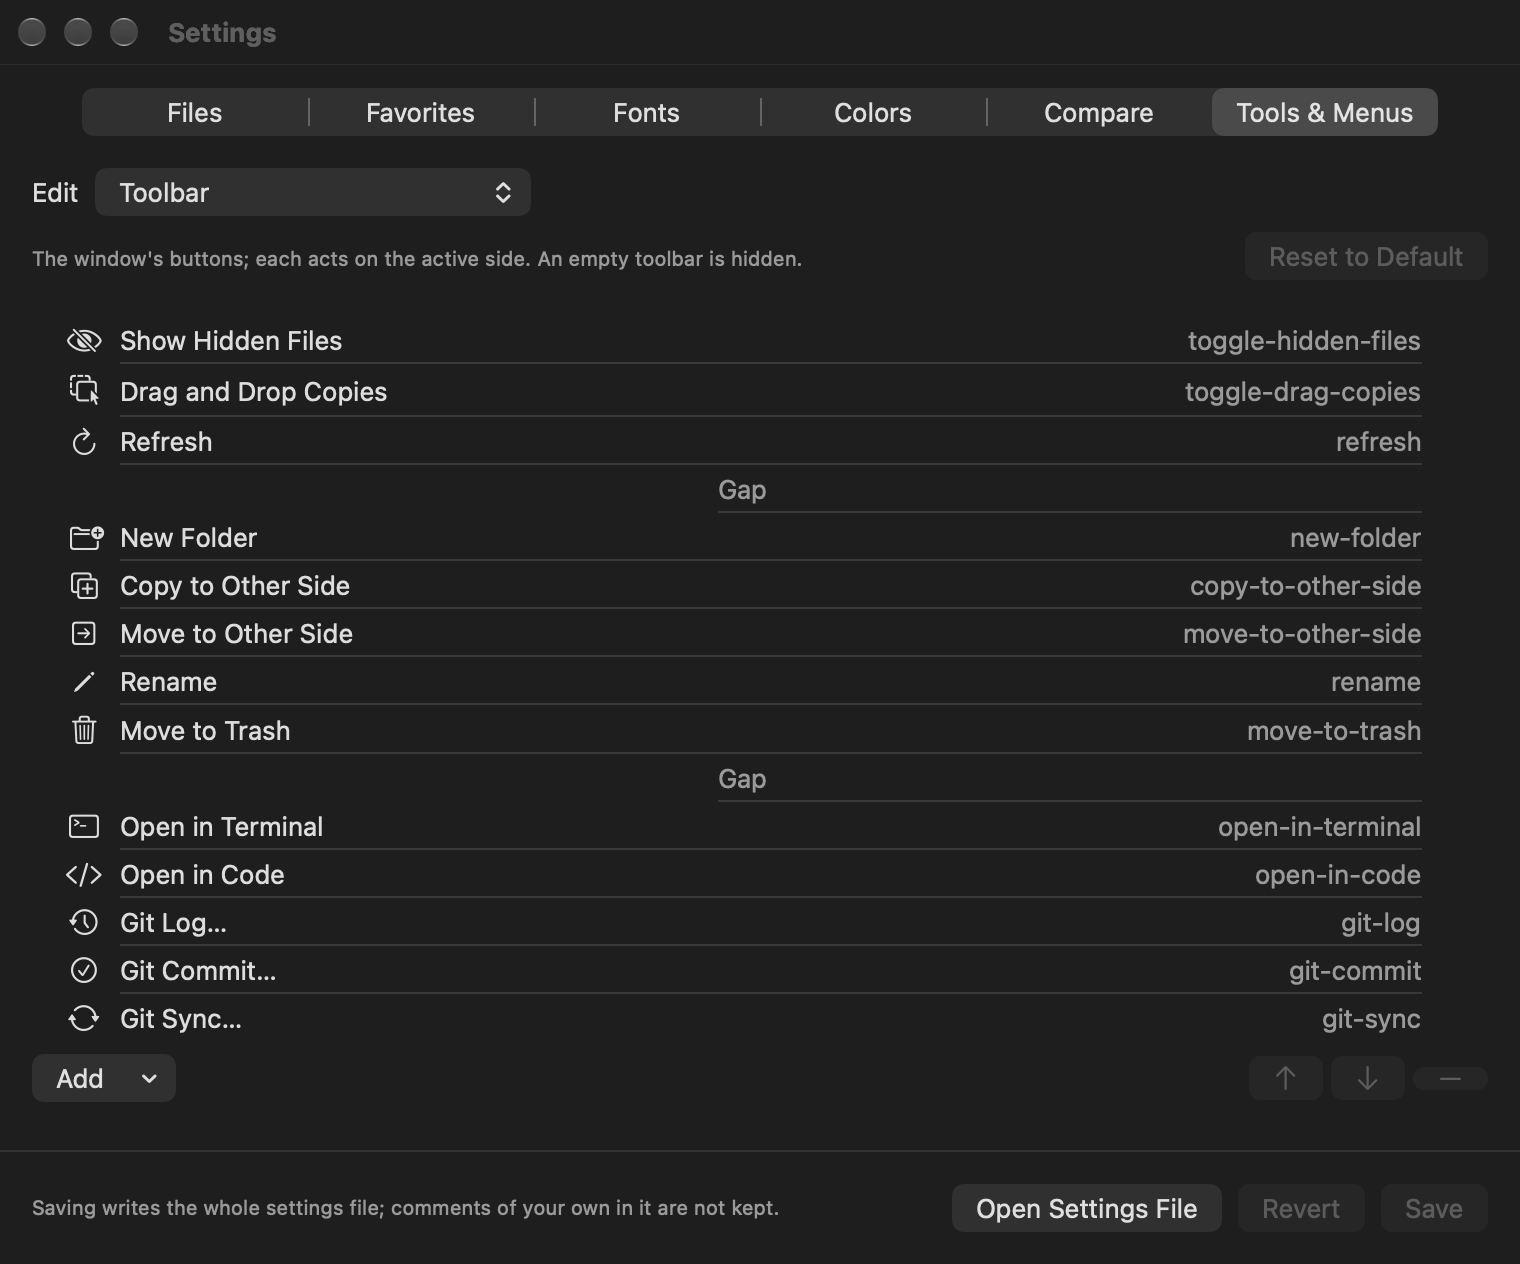 Settings
Files Favorites Fonts Colors Compare Tools & Menus
Edit Toolbar
The window's buttons; each acts on the active side. An empty toolbar is hidden. Reset to Default
Show Hidden Files toggle-hidden-files
Drag and Drop Copies toggle-drag-copies
Refresh refresh
Gap
New Folder new-folder
Copy to Other Side copy-to-other-side
Move to Other Side move-to-other-side
Rename rename
Move to Trash move-to-trash
Gap
Open in Terminal open-in-terminal
Open in Code open-in-code
Git Log... git-log
Git Commit... git-commit
Git Sync... git-sync
Add
Saving writes the whole settings file; comments of your own in it are not kept. Open Settings File Revert Save